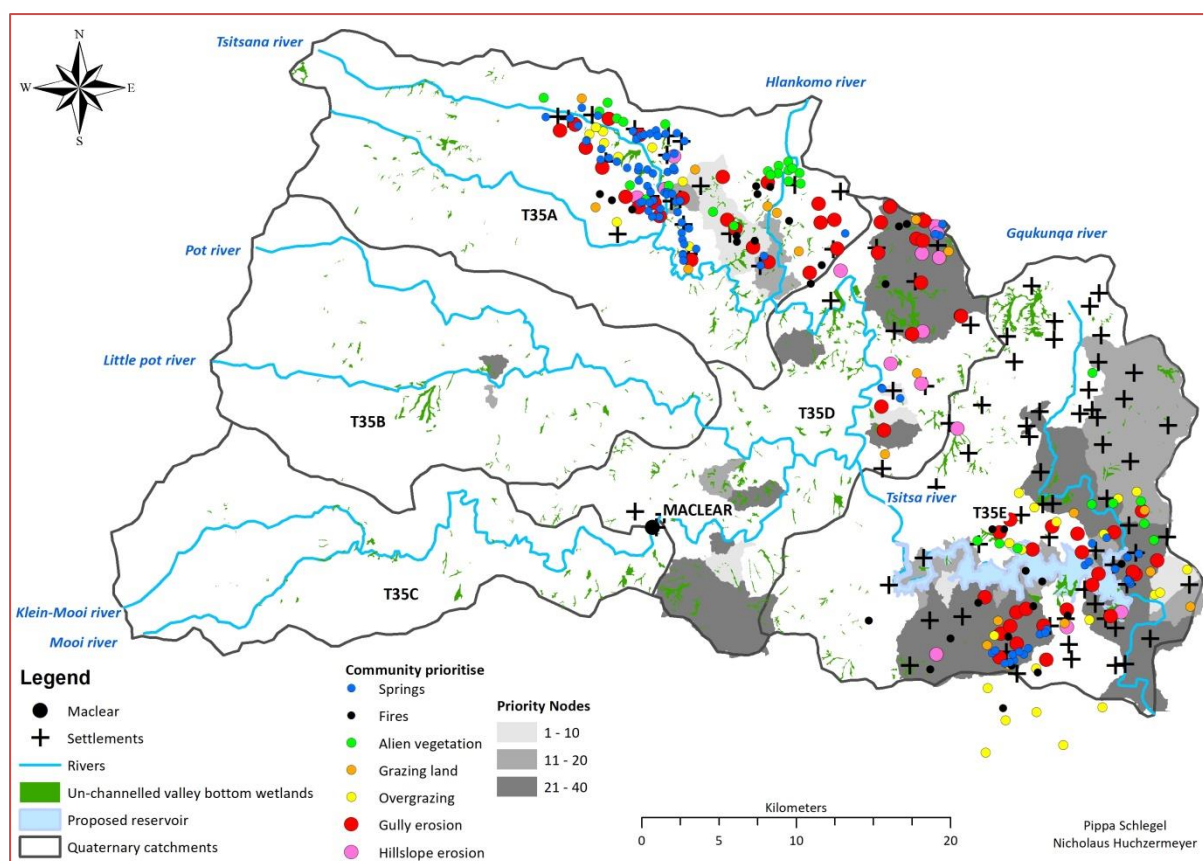 Tsitsana river
N
W
E
S
Hlankomo river
T35A
Gqukunqa river
Pot river
Little pot river
T35B
T35D
Tsitsa river
MACLEAR
T35E
T35C
Klein-Mooi river
Mooi river
Legend
Maclear
Settlements
Rivers
Un-channelled valley bottom wetlands
Proposed reservoir
Quaternary catchments
Community prioritise
Springs
Fires
Alien vegetation
Grazing land
Overgrazing
Gully erosion
Hillslope erosion
Priority Nodes
1 - 10
11 - 20
21 - 40
Kilometers
0 5 10 20
Pippa Schlegel
Nicholaus Huchzermeyer